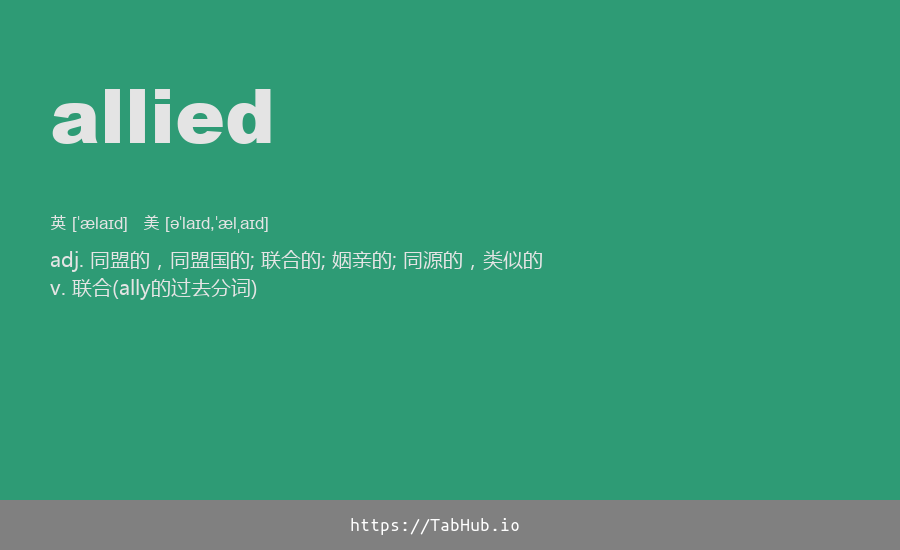 allied
英 [ˈælaɪd] 美 [əˈlaɪd,ˈælˌaɪd]
adj. 同盟的，同盟国的; 联合的; 姻亲的; 同源的，类似的
v. 联合(ally的过去分词)
https://TabHub.io